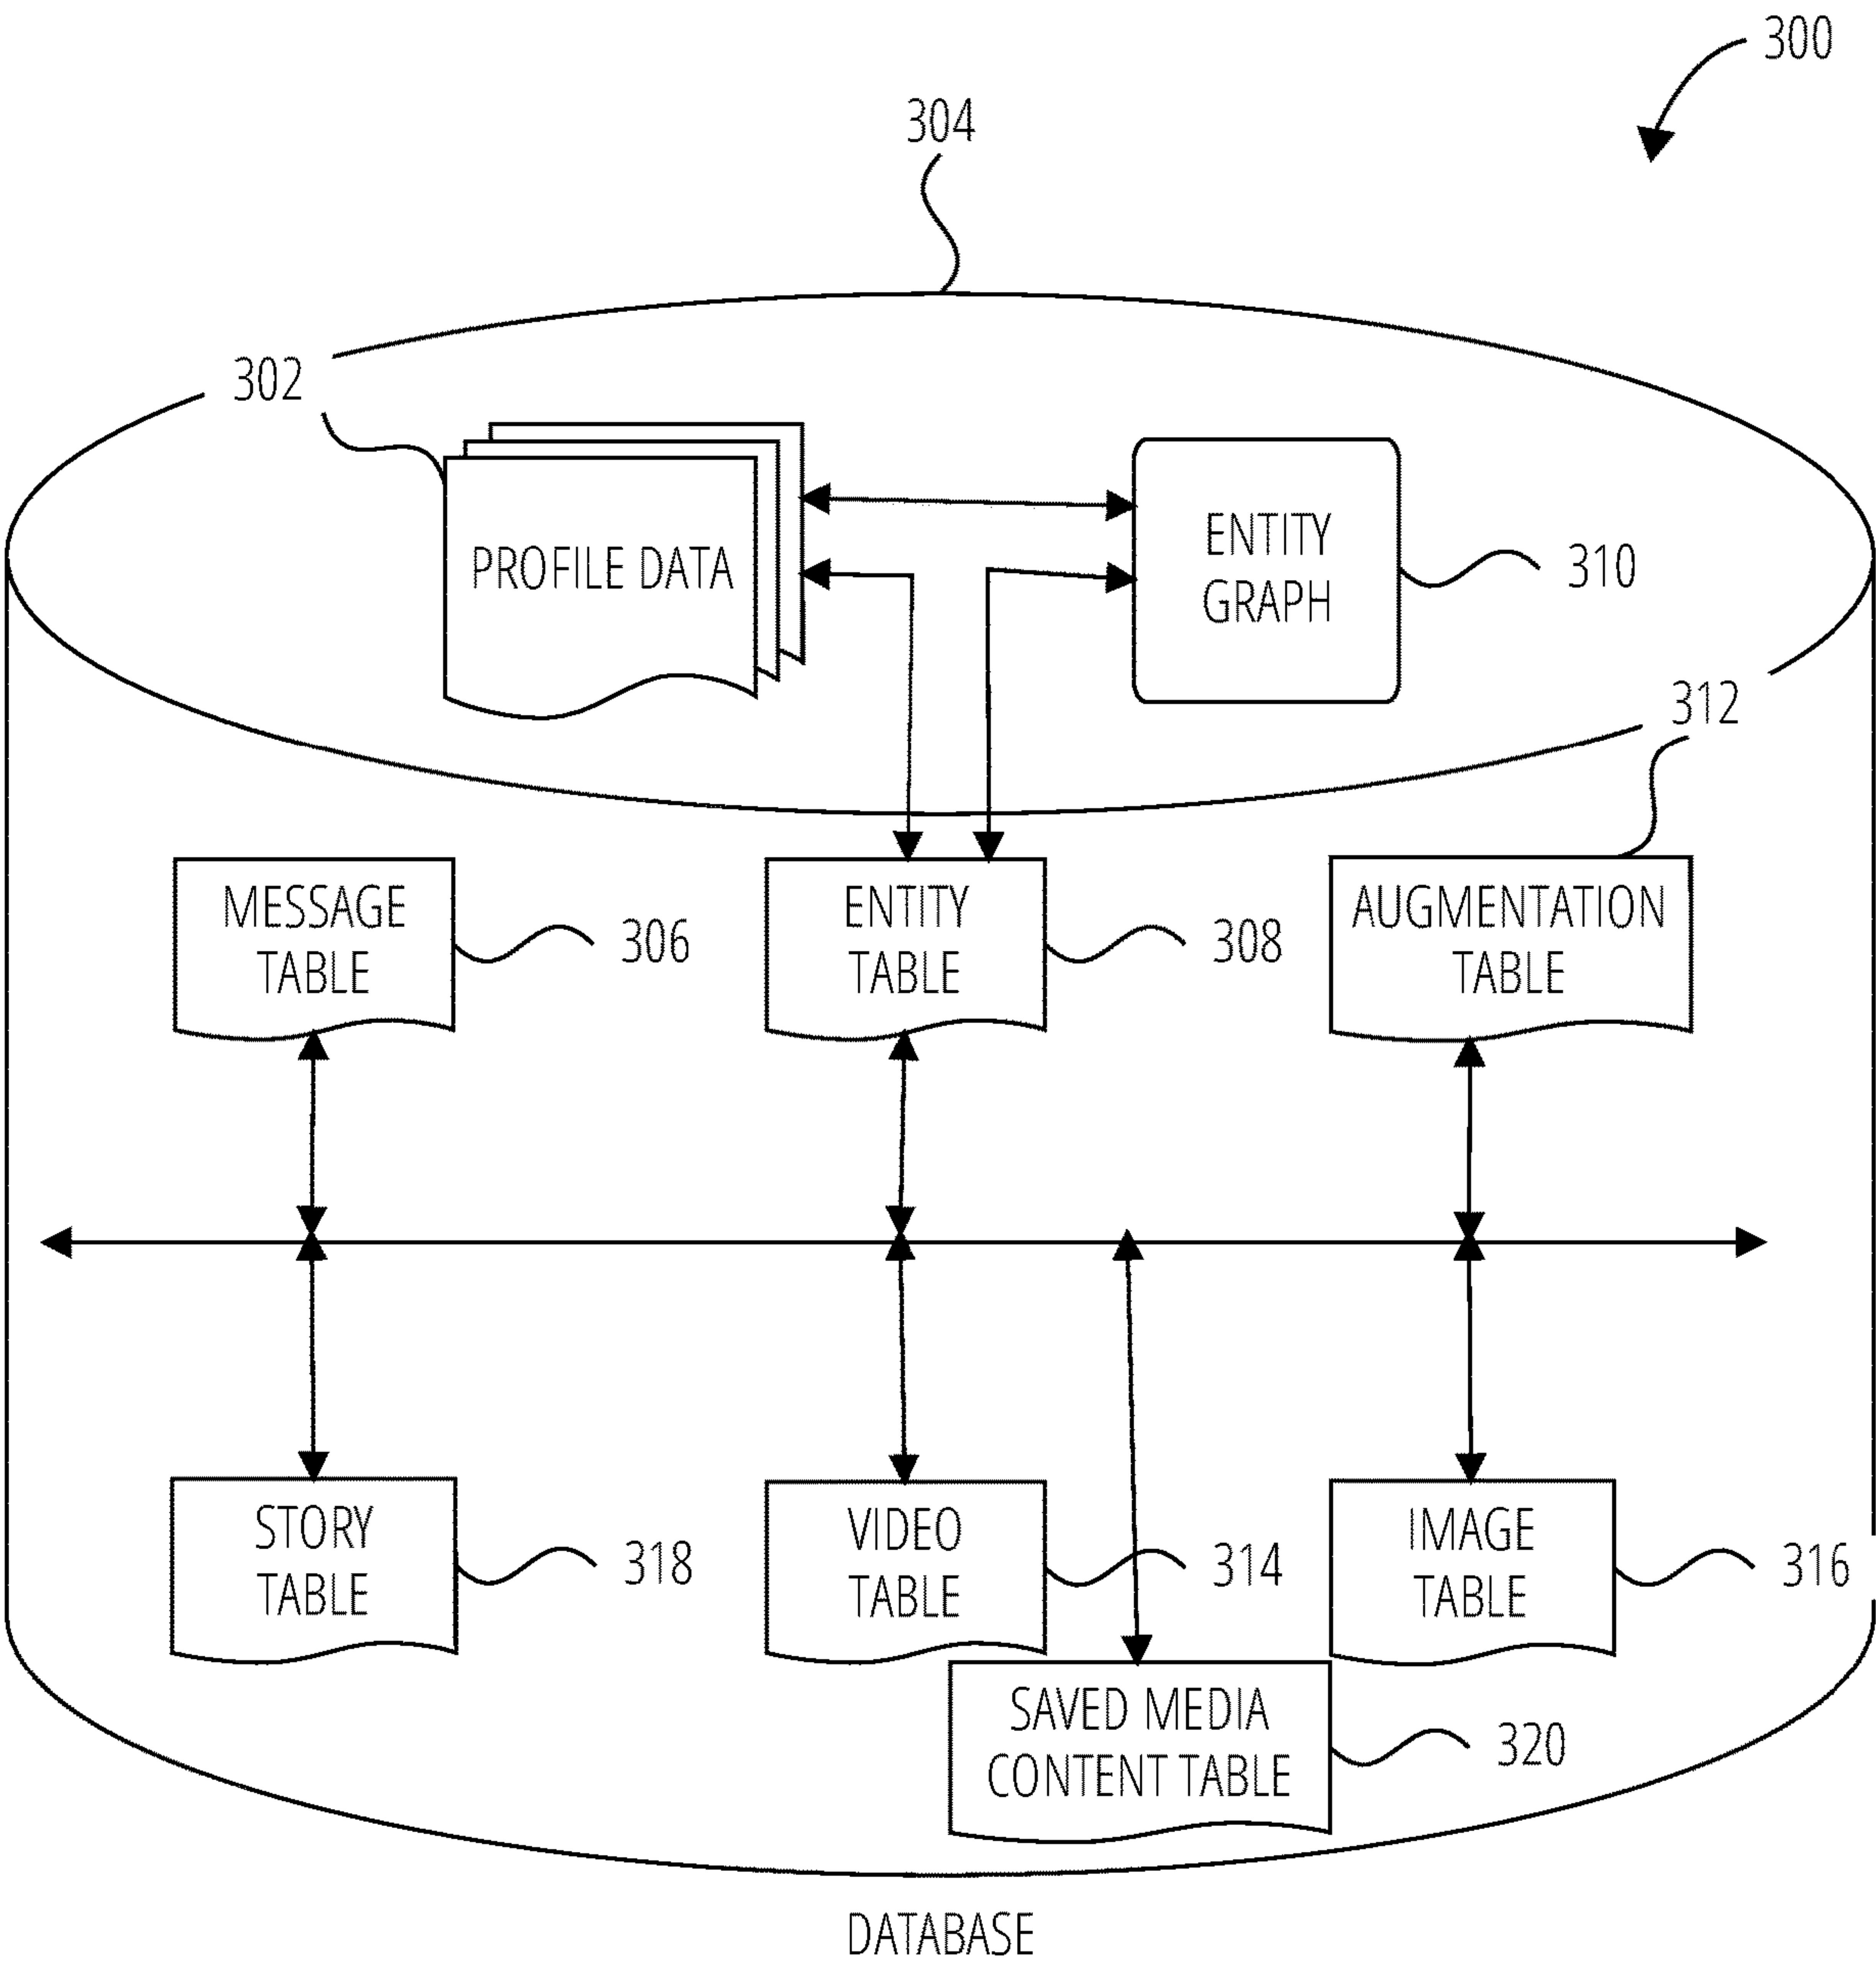 300
304
302
PROFILE DATA
ENTITY
GRAPH
310
312
MESSAGE
TABLE
306
ENTITY
TABLE
308
AUGMENTATION
TABLE
STORY
TABLE
318
VIDEO
TABLE
314
IMAGE
TABLE
316
SAVED MEDIA
CONTENT TABLE
320
DATABASE